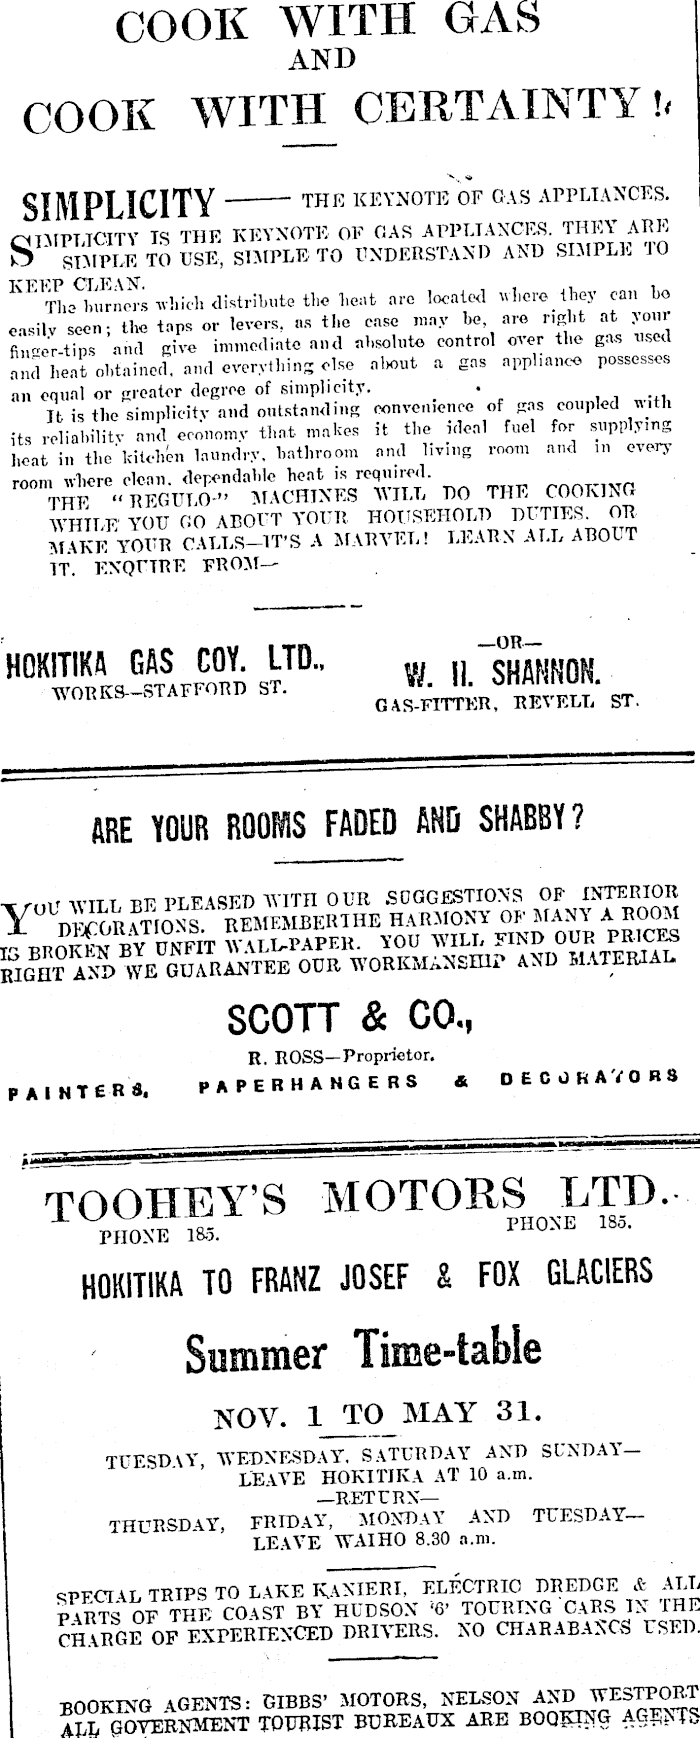 COOK WITH GAS
AND
COOK WITH CERTAINTY!
SIMPLICITY — THE KEYNOTE OF GAS APPLIANCES.
SIMPLICITY IS THE KEYNOTE OF GAS APPLIANCES. THEY ARE
SIMPLE TO USE, SIMPLE TO UNDERSTAND AND SIMPLE TO
KEEP CLEAN.
The burners which distribute the heat are located where they can be
easily seen; the taps or levers, as the case may be, are right at your
finger-tips and give immediate and absolute control over the gas used
and heat obtained, and everything else about a gas appliance possesses
an equal or greater degree of simplicity.
It is the simplicity and outstanding convenience of gas coupled with
its reliability and economy that makes it the ideal fuel for supplying
heat in the kitchen laundry, bathroom and living room and in every
room where clean, dependable heat is required.
THE "REGULO" MACHINES WILL DO THE COOKING
WHILE YOU GO ABOUT YOUR HOUSEHOLD DUTIES, OR
MAKE YOUR CALLS—IT'S A MARVEL! LEARN ALL ABOUT
IT. ENQUIRE FROM—
HOKITIKA GAS COY. LTD.,
WORKS—STAFFORD ST.
—OR—
W. H. SHANNON.
GAS-FITTER, REVELL ST.
ARE YOUR ROOMS FADED AND SHABBY?
YOU WILL BE PLEASED WITH OUR SUGGESTIONS OF INTERIOR
DECORATIONS. REMEMBER THE HARMONY OF MANY A ROOM
IS BROKEN BY UNFIT WALL-PAPER. YOU WILL FIND OUR PRICES
RIGHT AND WE GUARANTEE OUR WORKMANSHIP AND MATERIAL
SCOTT & CO.,
R. ROSS—Proprietor.
PAINTERS, PAPERHANGERS & DECORATORS
TOOHEY'S MOTORS LTD.
PHONE 185. PHONE 185.
HOKITIKA TO FRANZ JOSEF & FOX GLACIERS
Summer Time-table
NOV. 1 TO MAY 31.
TUESDAY, WEDNESDAY, SATURDAY AND SUNDAY—
LEAVE HOKITIKA AT 10 a.m.
—RETURN—
THURSDAY, FRIDAY, MONDAY AND TUESDAY—
LEAVE WAIHO 8.30 a.m.
SPECIAL TRIPS TO LAKE KANIERI, ELECTRIC DREDGE & ALL
PARTS OF THE COAST BY HUDSON '6' TOURING CARS IN THE
CHARGE OF EXPERIENCED DRIVERS. NO CHARABANCS USED.
BOOKING AGENTS: GIBBS' MOTORS, NELSON AND WESTPORT
ALL GOVERNMENT TOURIST BUREAUX ARE BOOKING AGENTS